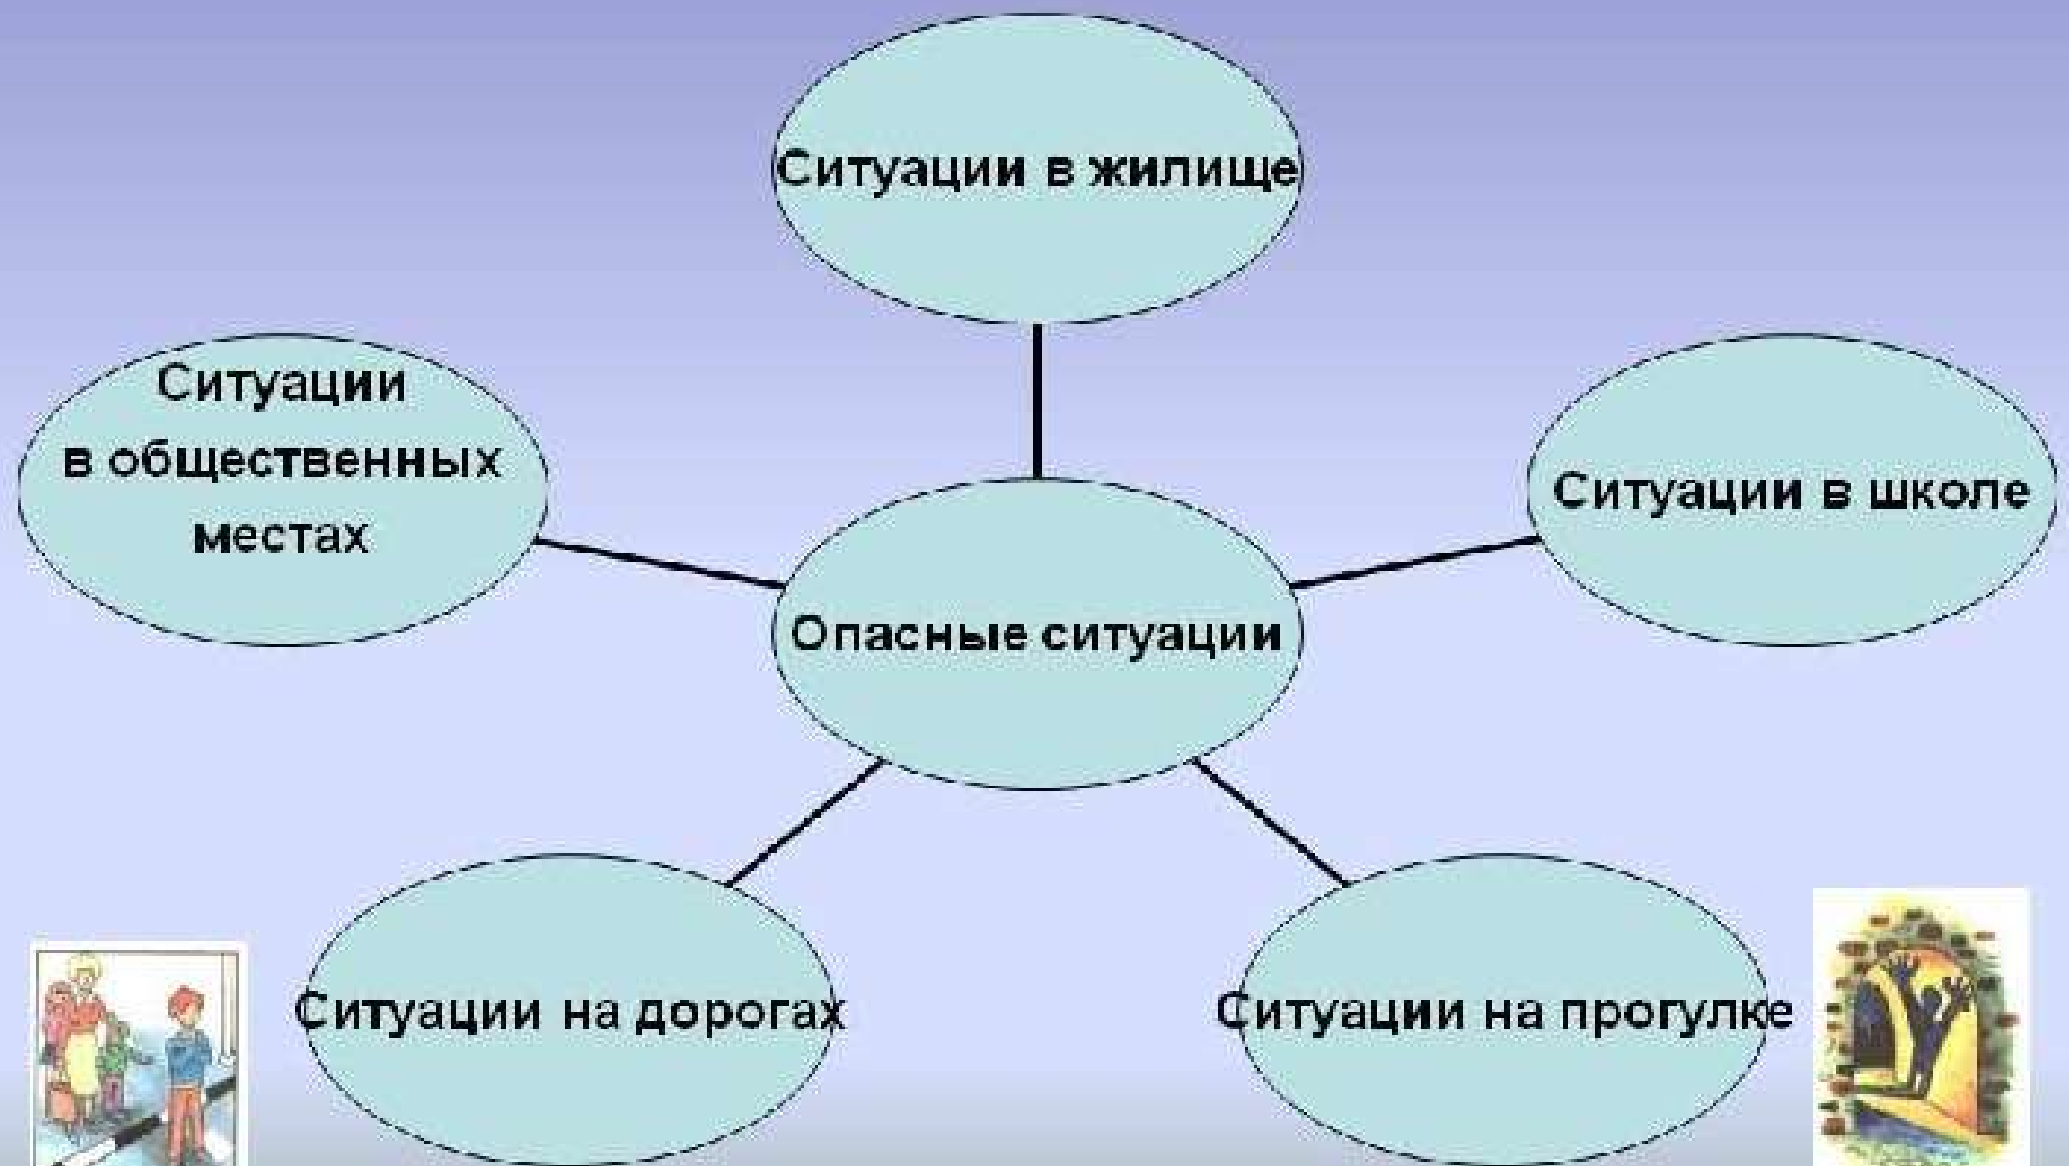 Ситуации в жилище
Ситуации
в общественных
местах
Ситуации в школе
Опасные ситуации
Ситуации на дорогах
Ситуации на прогулке